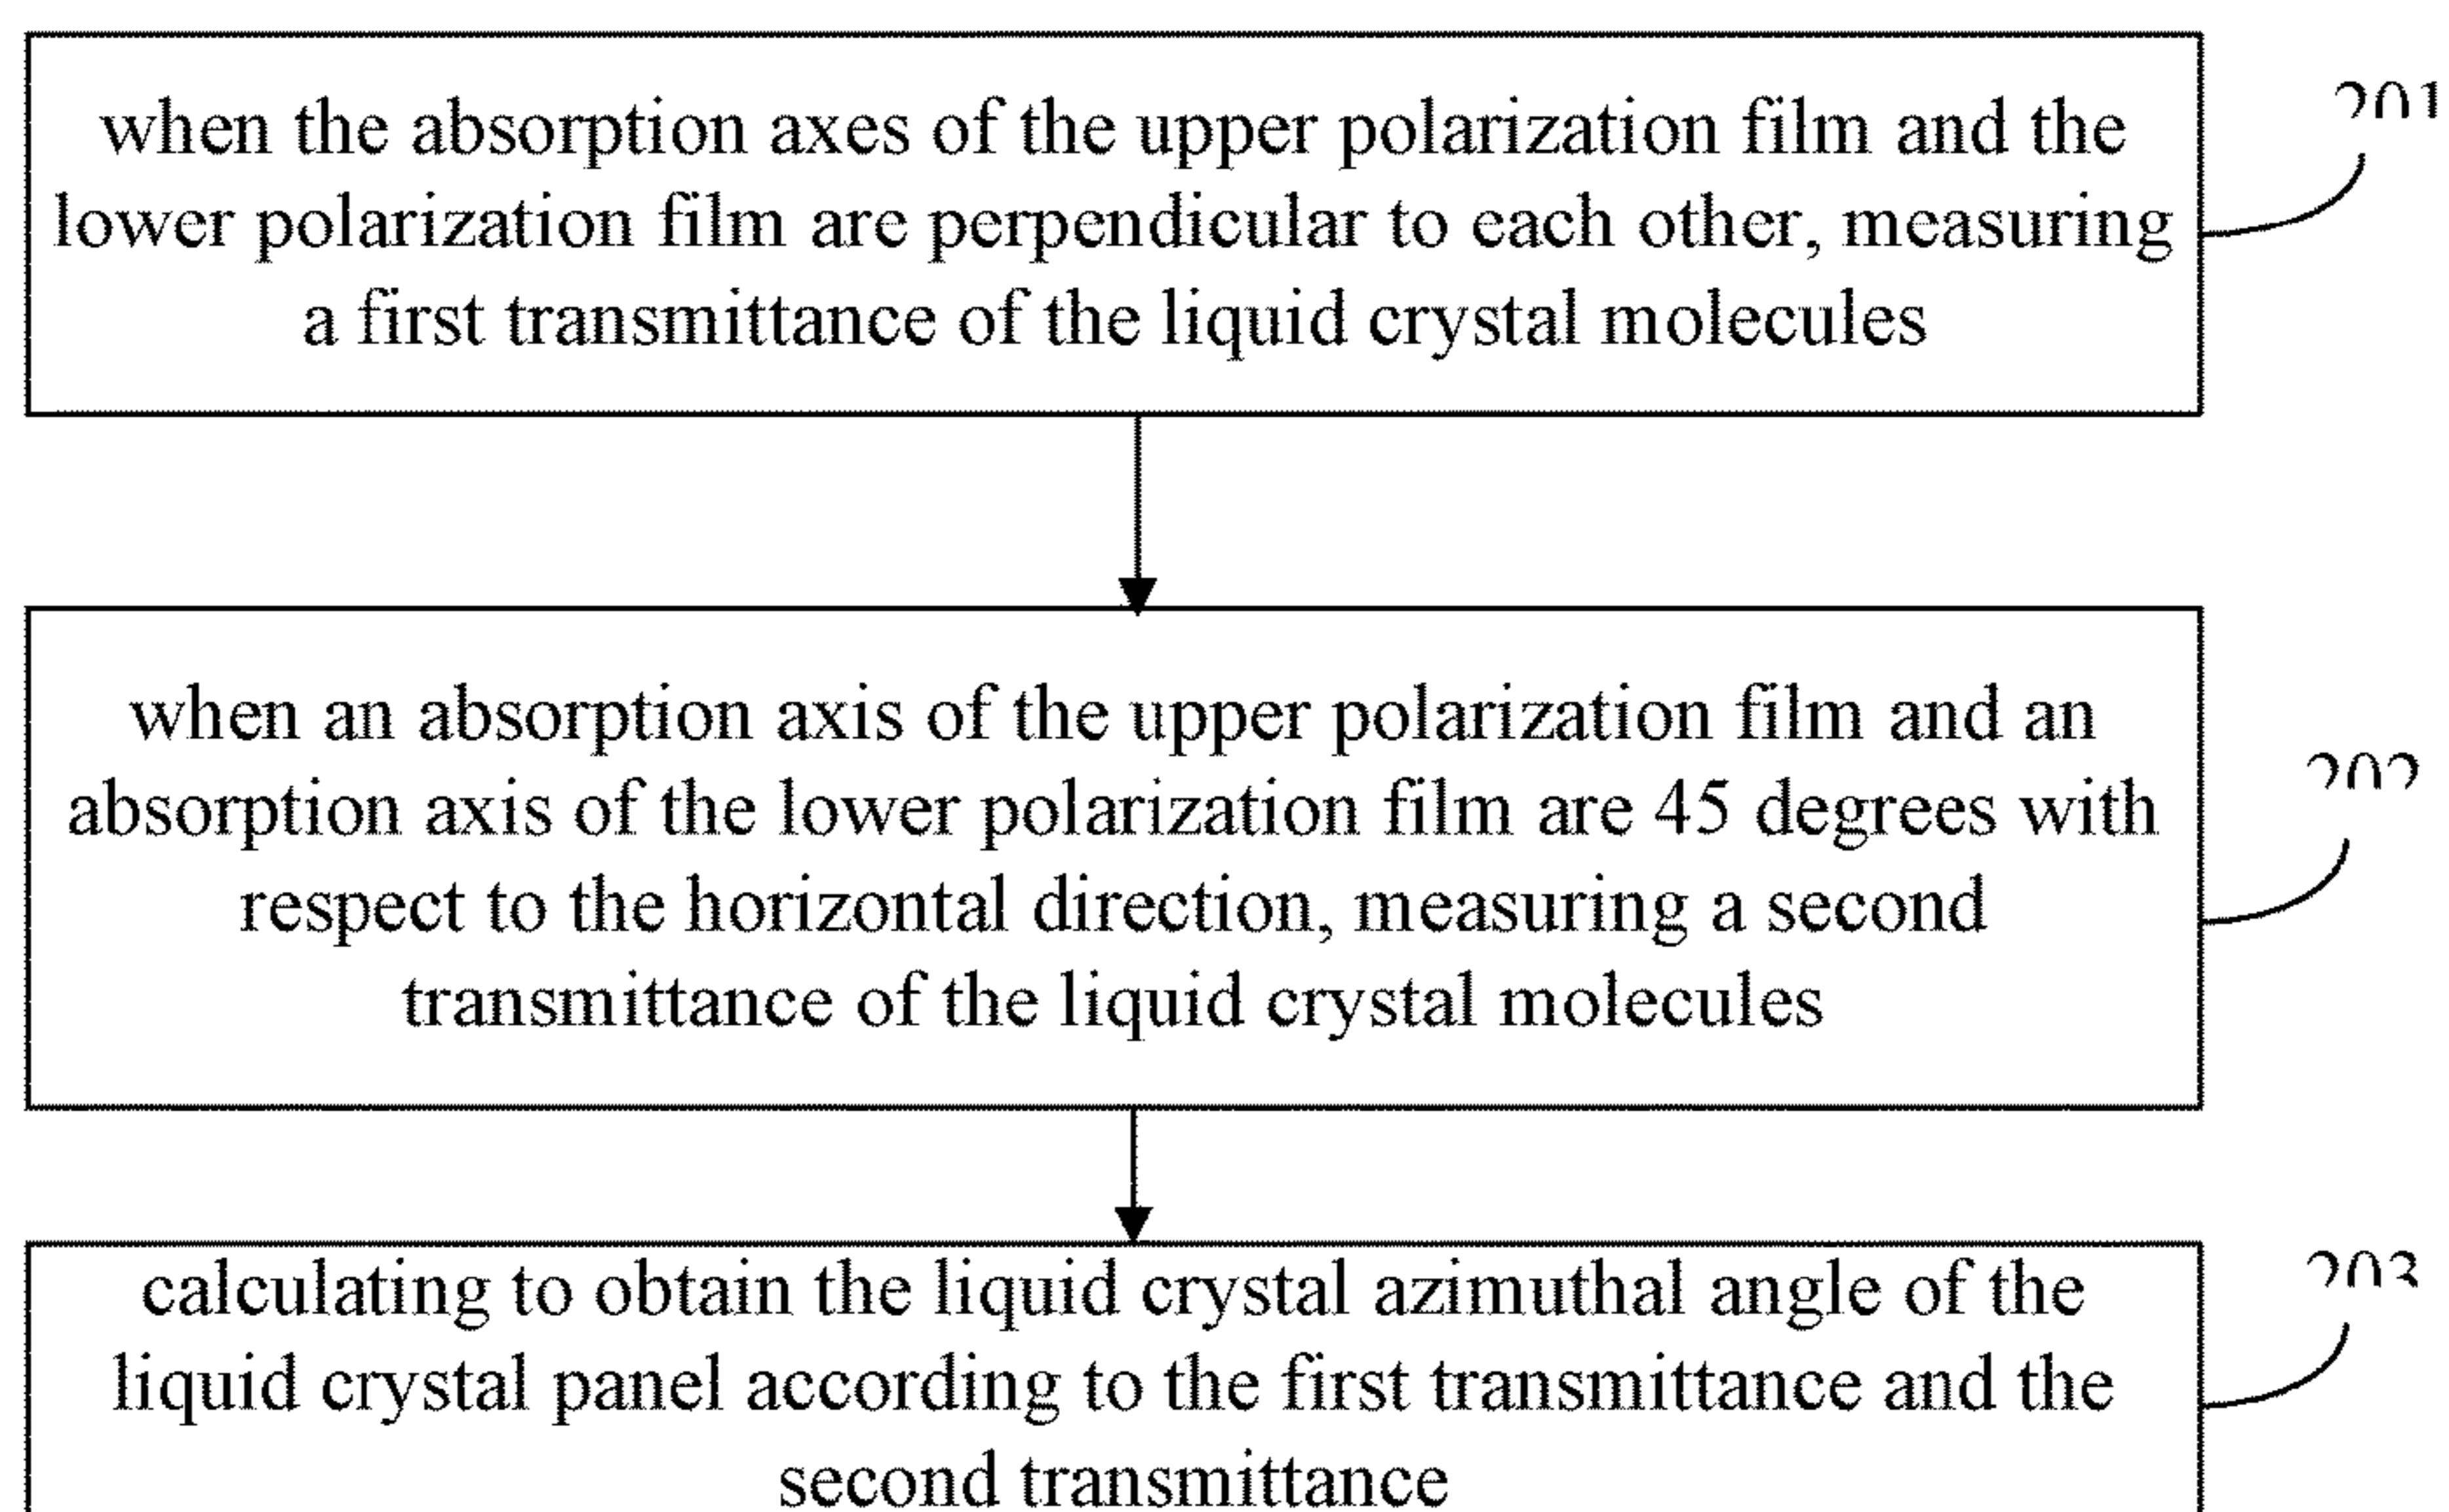 when the absorption axes of the upper polarization film and the
lower polarization film are perpendicular to each other, measuring
a first transmittance of the liquid crystal molecules
201
when an absorption axis of the upper polarization film and an
absorption axis of the lower polarization film are 45 degrees with
respect to the horizontal direction, measuring a second
transmittance of the liquid crystal molecules
202
calculating to obtain the liquid crystal azimuthal angle of the
liquid crystal panel according to the first transmittance and the
second transmittance
203